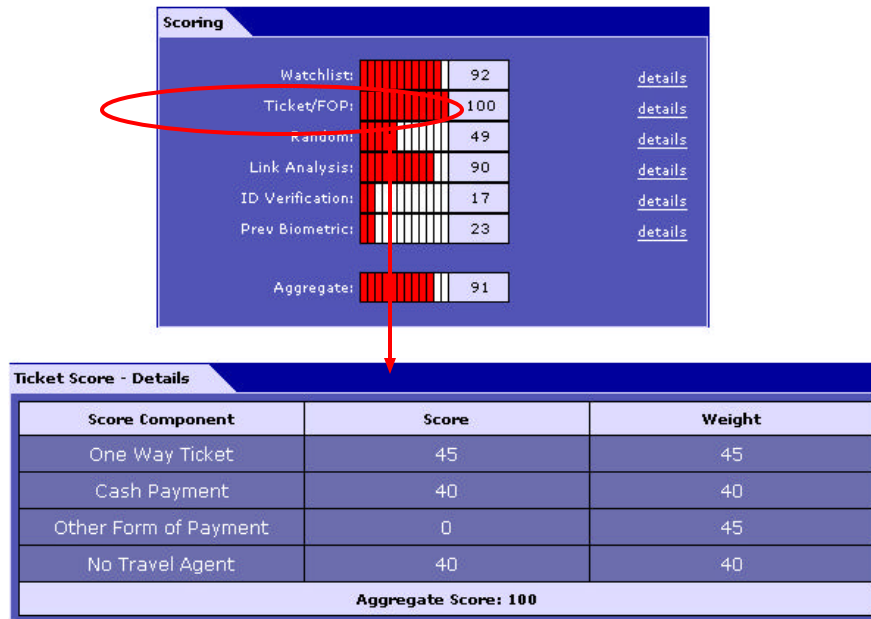 Scoring
Watchlist: 92 details
Ticket/FOP: 100 details
Random: 49 details
Link Analysis: 90 details
ID Verification: 17 details
Prev Biometric: 23 details
Aggregate: 91
Ticket Score - Details
Score Component Score Weight
One Way Ticket 45 45
Cash Payment 40 40
Other Form of Payment 0 45
No Travel Agent 40 40
Aggregate Score: 100